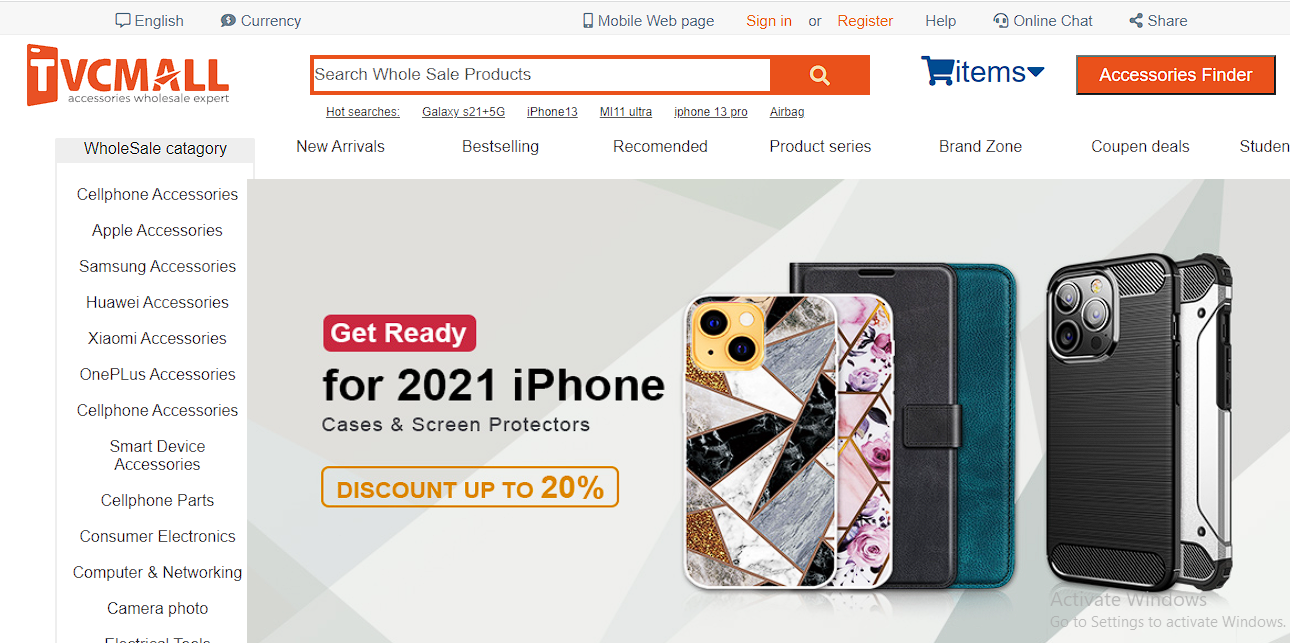 English
Currency
Mobile Web page
Sign in or Register
Help
Online Chat
Share
TVCMALL
accessories wholesale expert
Search Whole Sale Products
items
Accessories Finder
Hot searches: Galaxy s21+5G iPhone13 MI11 ultra iphone 13 pro Airbag
WholeSale catagory
New Arrivals
Bestselling
Recomended
Product series
Brand Zone
Coupen deals
Studen
Cellphone Accessories
Apple Accessories
Samsung Accessories
Huawei Accessories
Xiaomi Accessories
OnePLus Accessories
Cellphone Accessories
Smart Device
Accessories
Cellphone Parts
Consumer Electronics
Computer & Networking
Camera photo
Electrical Tools
Get Ready
for 2021 iPhone
Cases & Screen Protectors
DISCOUNT UP TO 20%
Activate Windows
Go to Settings to activate Windows.